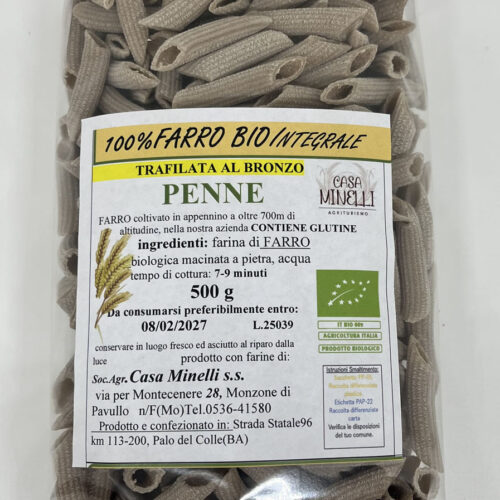 100% FARRO BIO INTEGRALE
TRAFILATA AL BRONZO
PENNE
CASA
MINELLI
AGRITURISMO
FARRO coltivato in appennino a oltre 700m di
altitudine, nella nostra azienda CONTIENE GLUTINE
ingredienti: farina di FARRO
biologica macinata a pietra, acqua
tempo di cottura: 7-9 minuti
500 g
Da consumarsi preferibilmente entro:
08/02/2027 L.25039
conservare in luogo fresco ed asciutto al riparo dalla
luce prodotto con farine di:
Soc.Agr. Casa Minelli s.s.
via per Montecenere 28, Monzone di
Pavullo n/F(Mo)Tel.0536-41580
Prodotto e confezionato in: Strada Statale96
km 113-200, Palo del Colle(BA)
IT BIO
AGRICOLTURA ITALIA
PRODOTTO BIOLOGICO
Istruzioni Smaltimento:
Raccolta differenziata
plastica
Etichetta PAP-22
Raccolta differenziata
carta
Verifica le disposizioni
del tuo comune.